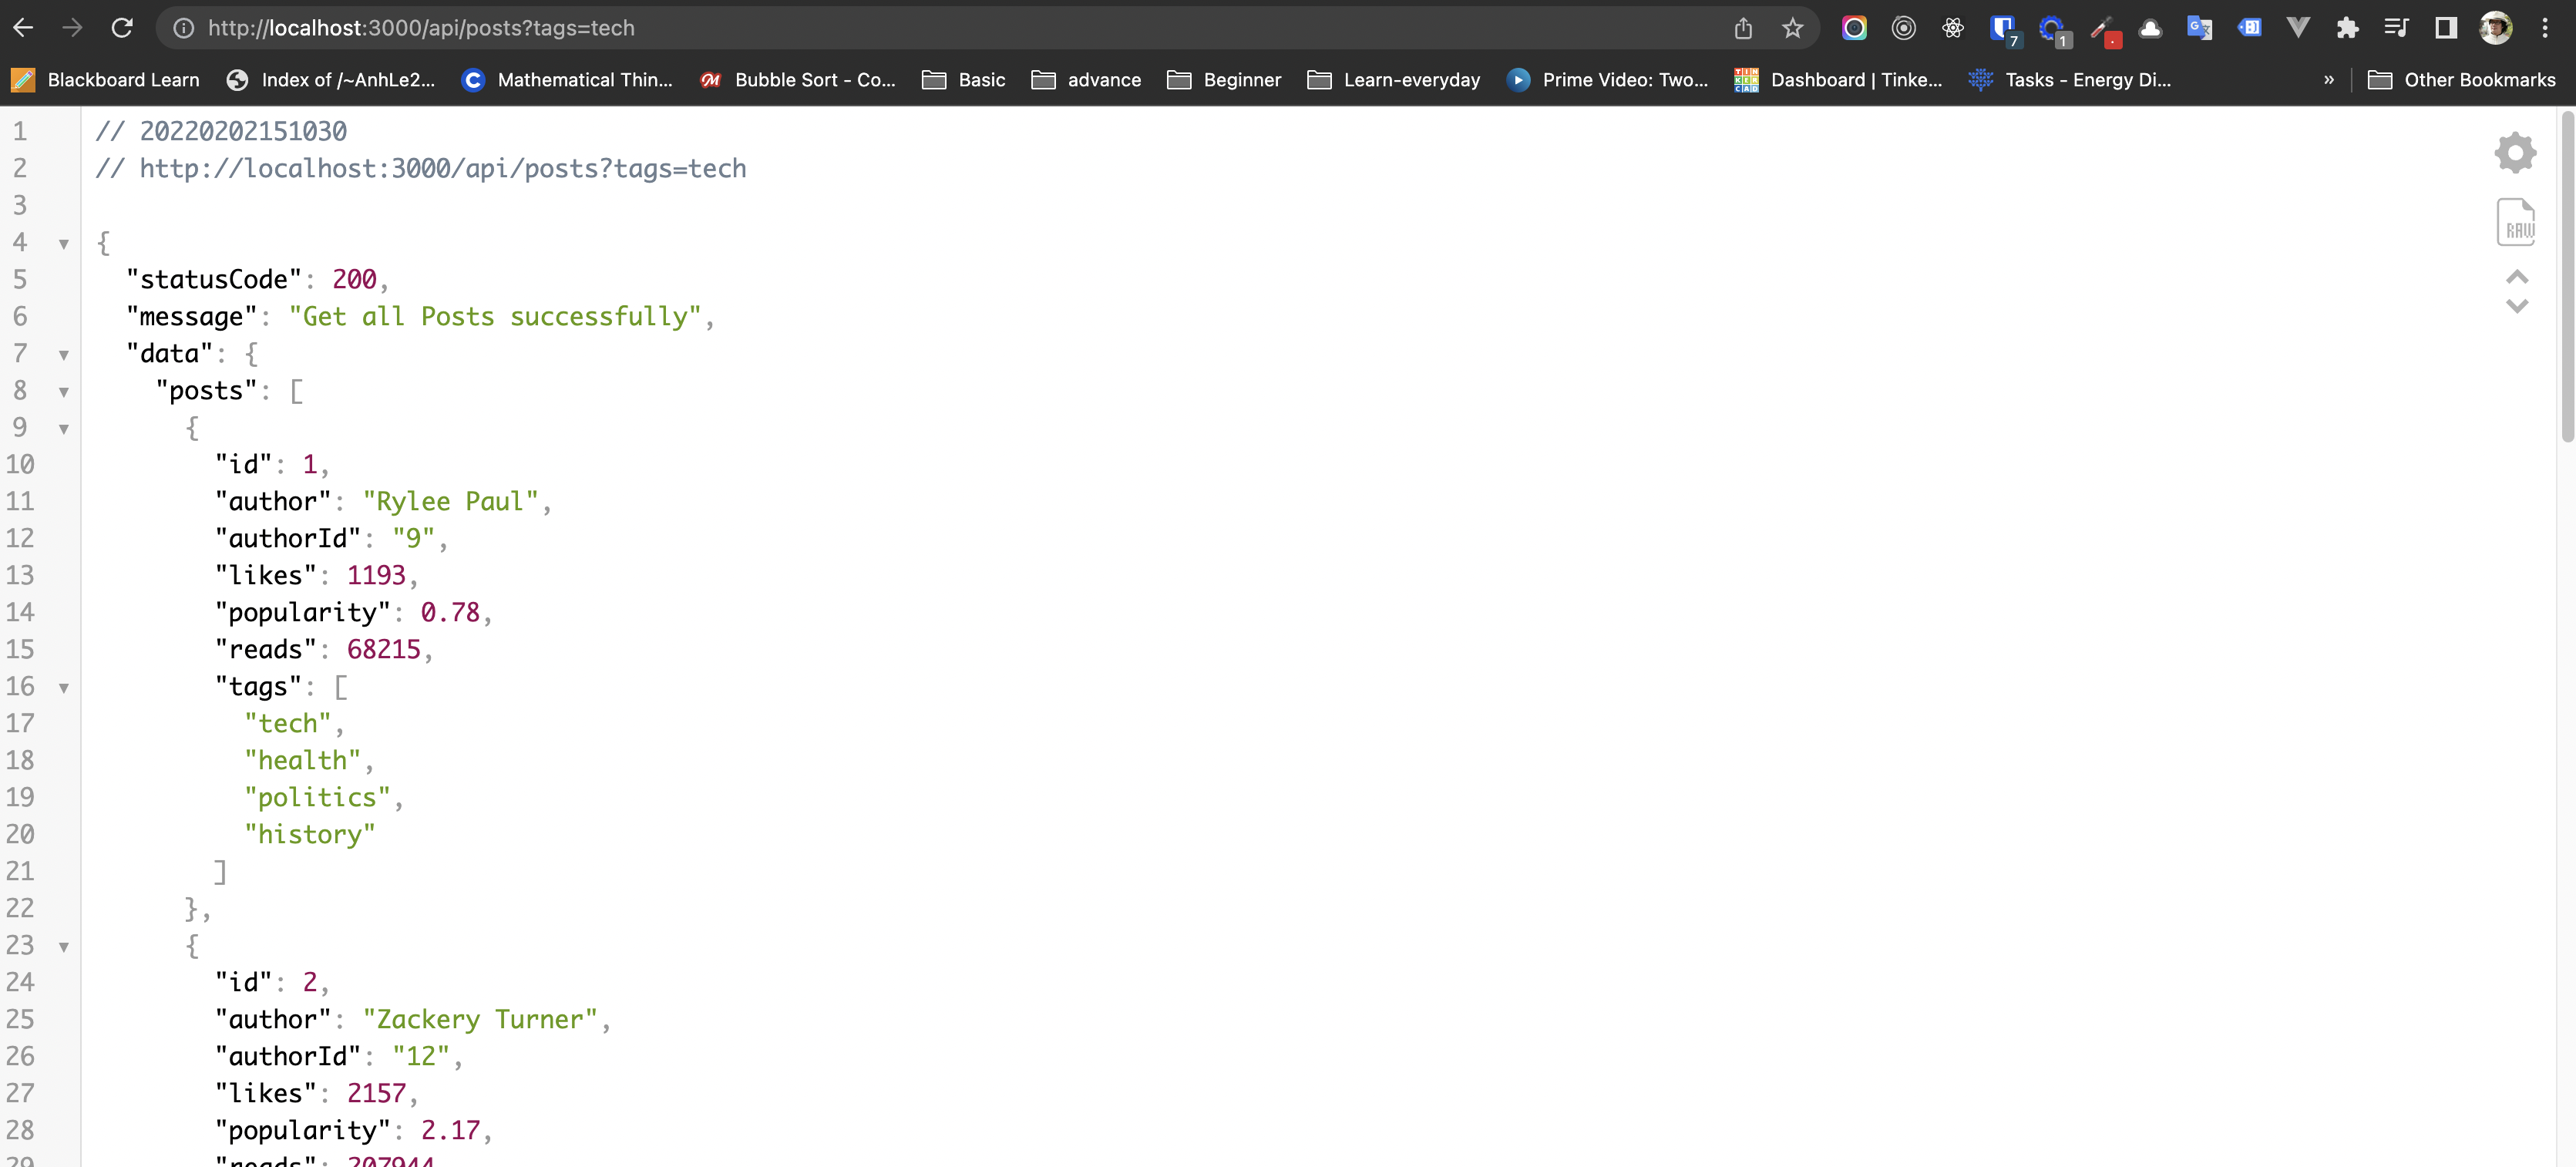 http://localhost:3000/api/posts?tags=tech
7
1
Blackboard Learn
Index of /~AnhLe2...
Mathematical Thin...
Bubble Sort - Co...
Basic
advance
Beginner
Learn-everyday
Prime Video: Two...
Dashboard | Tinke...
Tasks - Energy Di...
»
Other Bookmarks
1 // 20220202151030
2 // http://localhost:3000/api/posts?tags=tech
3
4 {
5 "statusCode": 200,
6 "message": "Get all Posts successfully",
7 "data": {
8 "posts": [
9 {
10 "id": 1,
11 "author": "Rylee Paul",
12 "authorId": "9",
13 "likes": 1193,
14 "popularity": 0.78,
15 "reads": 68215,
16 "tags": [
17 "tech",
18 "health",
19 "politics",
20 "history"
21 ]
22 },
23 {
24 "id": 2,
25 "author": "Zackery Turner",
26 "authorId": "12",
27 "likes": 2157,
28 "popularity": 2.17,
29 "reads": 207944
RAW